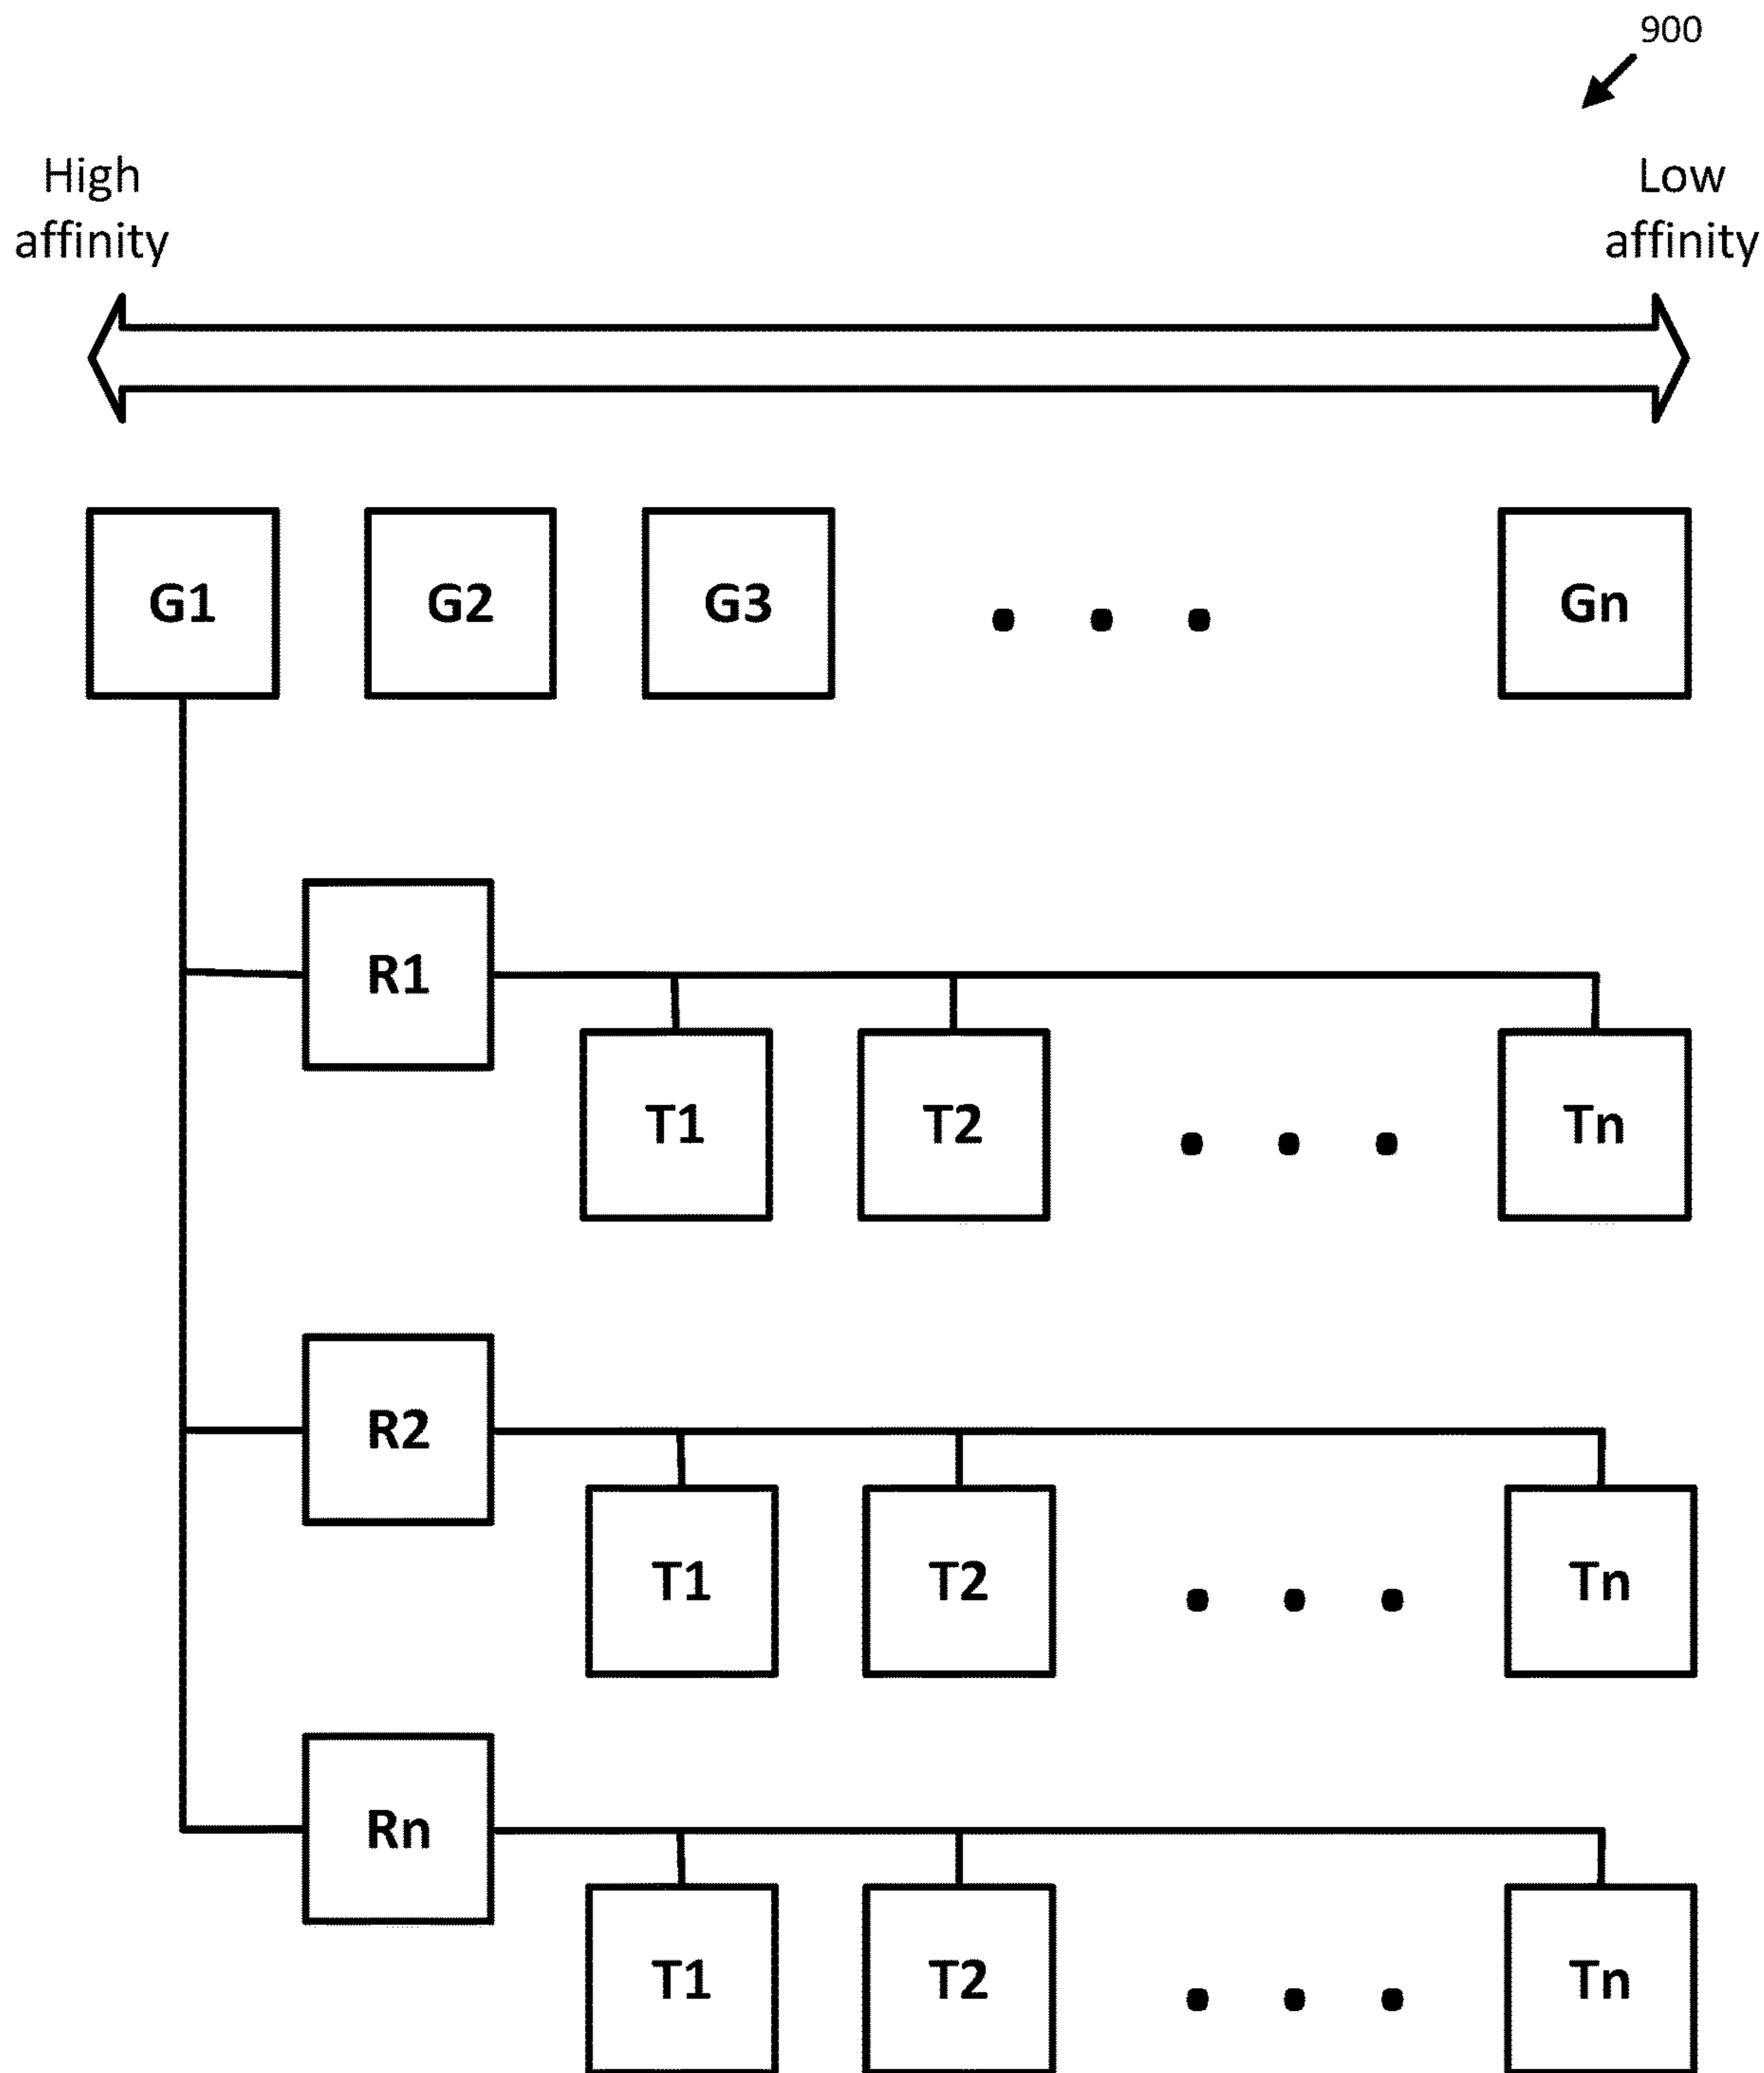 900
High Low
affinity affinity
G1 G2 G3 . . . Gn
R1
T1 T2 . . . Tn
R2
T1 T2 . . . Tn
Rn
T1 T2 . . . Tn